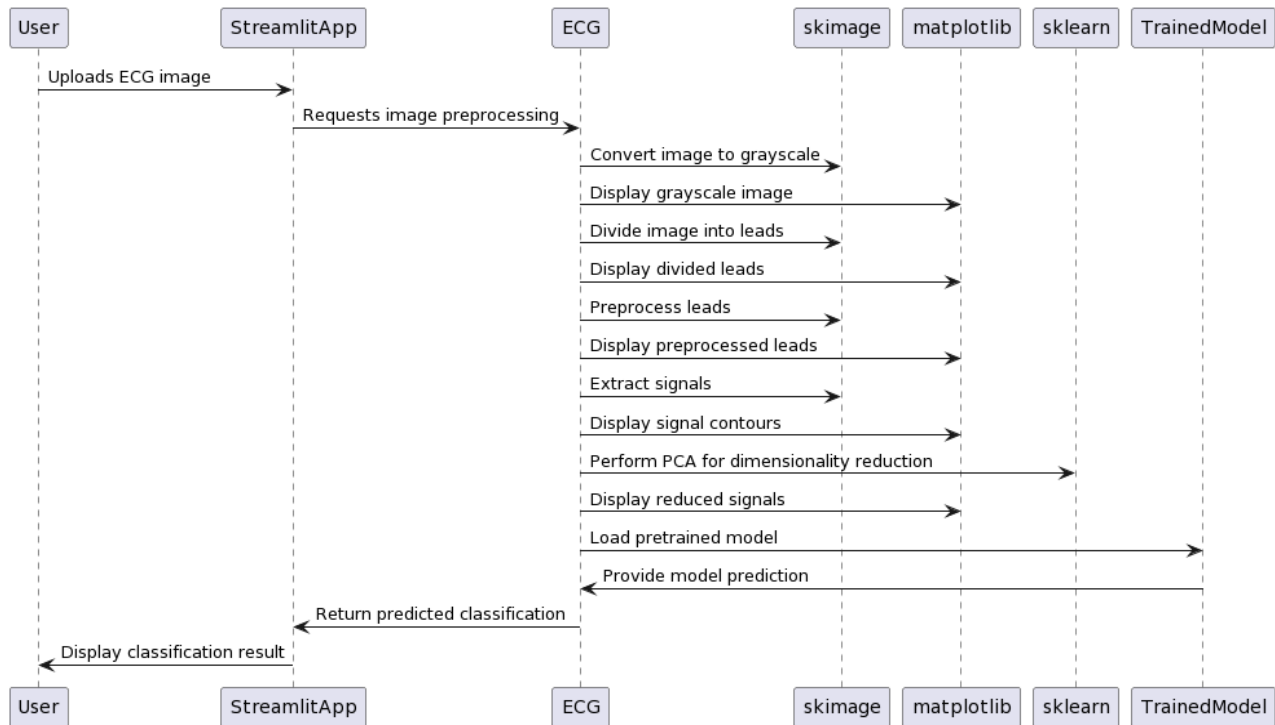 User StreamlitApp ECG skimage matplotlib sklearn TrainedModel
Uploads ECG image
Requests image preprocessing
Convert image to grayscale
Display grayscale image
Divide image into leads
Display divided leads
Preprocess leads
Display preprocessed leads
Extract signals
Display signal contours
Perform PCA for dimensionality reduction
Display reduced signals
Load pretrained model
Provide model prediction
Return predicted classification
Display classification result
User StreamlitApp ECG skimage matplotlib sklearn TrainedModel